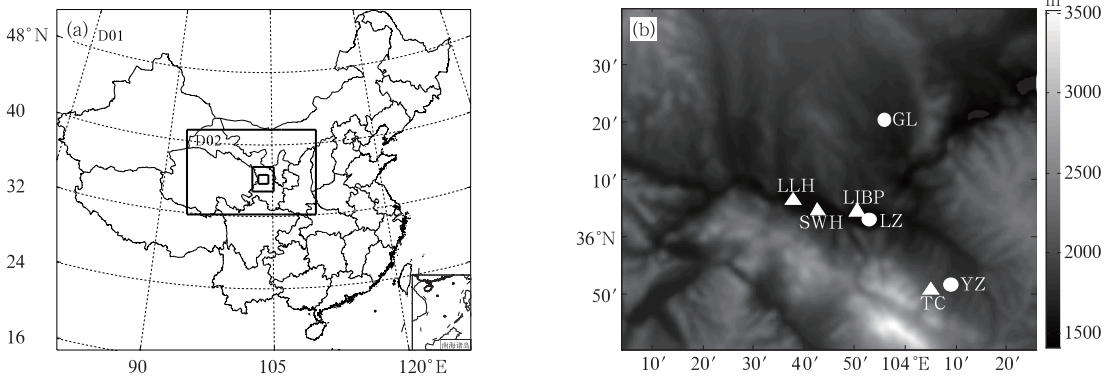 (a)
D01
48°N
40
32
24
16
90
105
120°E
D02
南海诸岛
(b)
m
3500
3000
2500
2000
1500
30′
20′
10′
36°N
50′
10′
20′
30′
40′
50′
104°E
10′
20′
GL
LLH
SWH
LJBP
LZ
YZ
TC